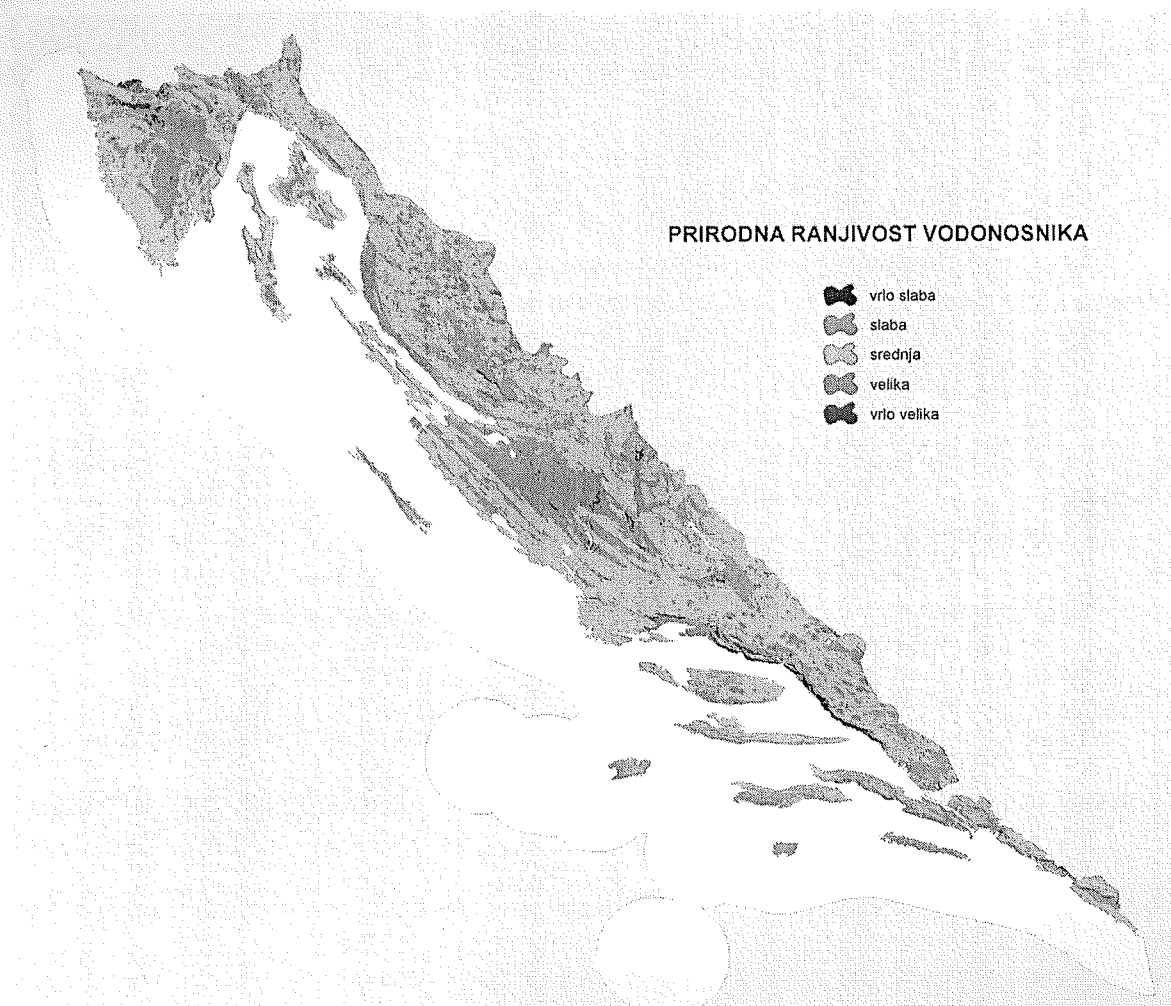 PRIRODNA RANJIVOST VODONOSNIKA
vrlo slaba
slaba
srednja
velika
vrlo velika